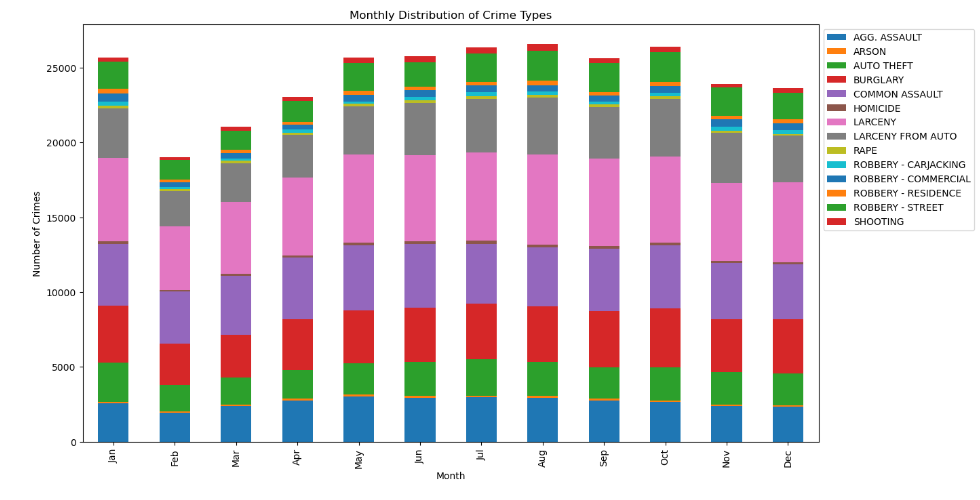 Monthly Distribution of Crime Types
AGG. ASSAULT
ARSON
AUTO THEFT
BURGLARY
COMMON ASSAULT
HOMICIDE
LARCENY
LARCENY FROM AUTO
RAPE
ROBBERY - CARJACKING
ROBBERY - COMMERCIAL
ROBBERY - RESIDENCE
ROBBERY - STREET
SHOOTING
Number of Crimes
25000
20000
15000
10000
5000
0
Jan
Feb
Mar
Apr
May
Jun
Jul
Aug
Sep
Oct
Nov
Dec
Month